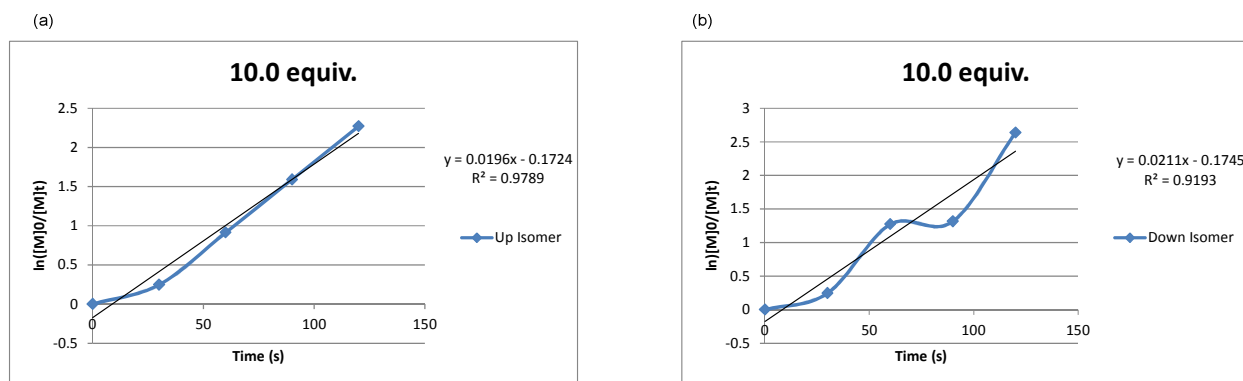 (a)
10.0 equiv.
ln([M]0/[M]t)
2.5
2
1.5
1
0.5
0
-0.5
0
50
100
150
Time (s)
y = 0.0196x - 0.1724
R² = 0.9789
Up Isomer
(b)
10.0 equiv.
ln)[M]0/[M]t)
3
2.5
2
1.5
1
0.5
0
-0.5
0
50
100
150
Time (s)
y = 0.0211x - 0.1745
R² = 0.9193
Down Isomer